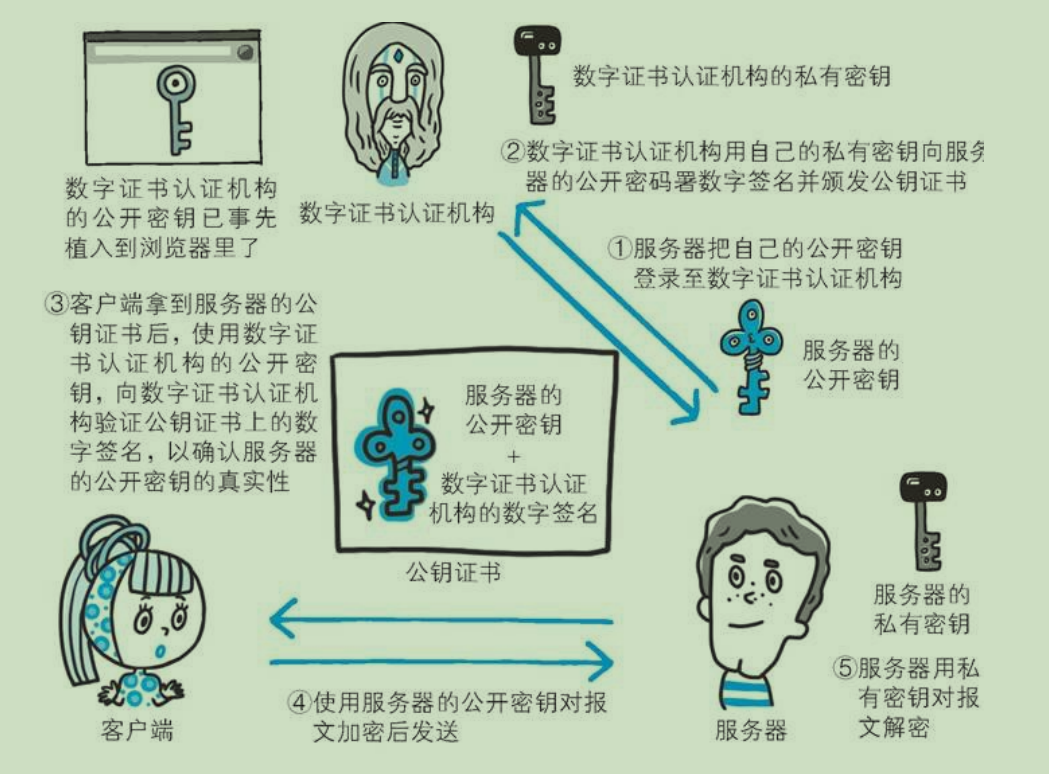 数字证书认证机构的私有密钥
②数字证书认证机构用自己的私有密钥向服务
器的公开密码署数字签名并颁发公钥证书
数字证书认证机构
的公开密钥已事先
植入到浏览器里了
数字证书认证机构
①服务器把自己的公开密钥
登录至数字证书认证机构
③客户端拿到服务器的公
钥证书后，使用数字证
书认证机构的公开密
钥，向数字证书认证机
构验证公钥证书上的数
字签名，以确认服务器
的公开密钥的真实性
服务器的
公开密钥
服务器的
公开密钥
+
数字证书认证
机构的数字签名
公钥证书
服务器的
私有密钥
④使用服务器的公开密钥对报
文加密后发送
⑤服务器用私
有密钥对报
文解密
客户端
服务器